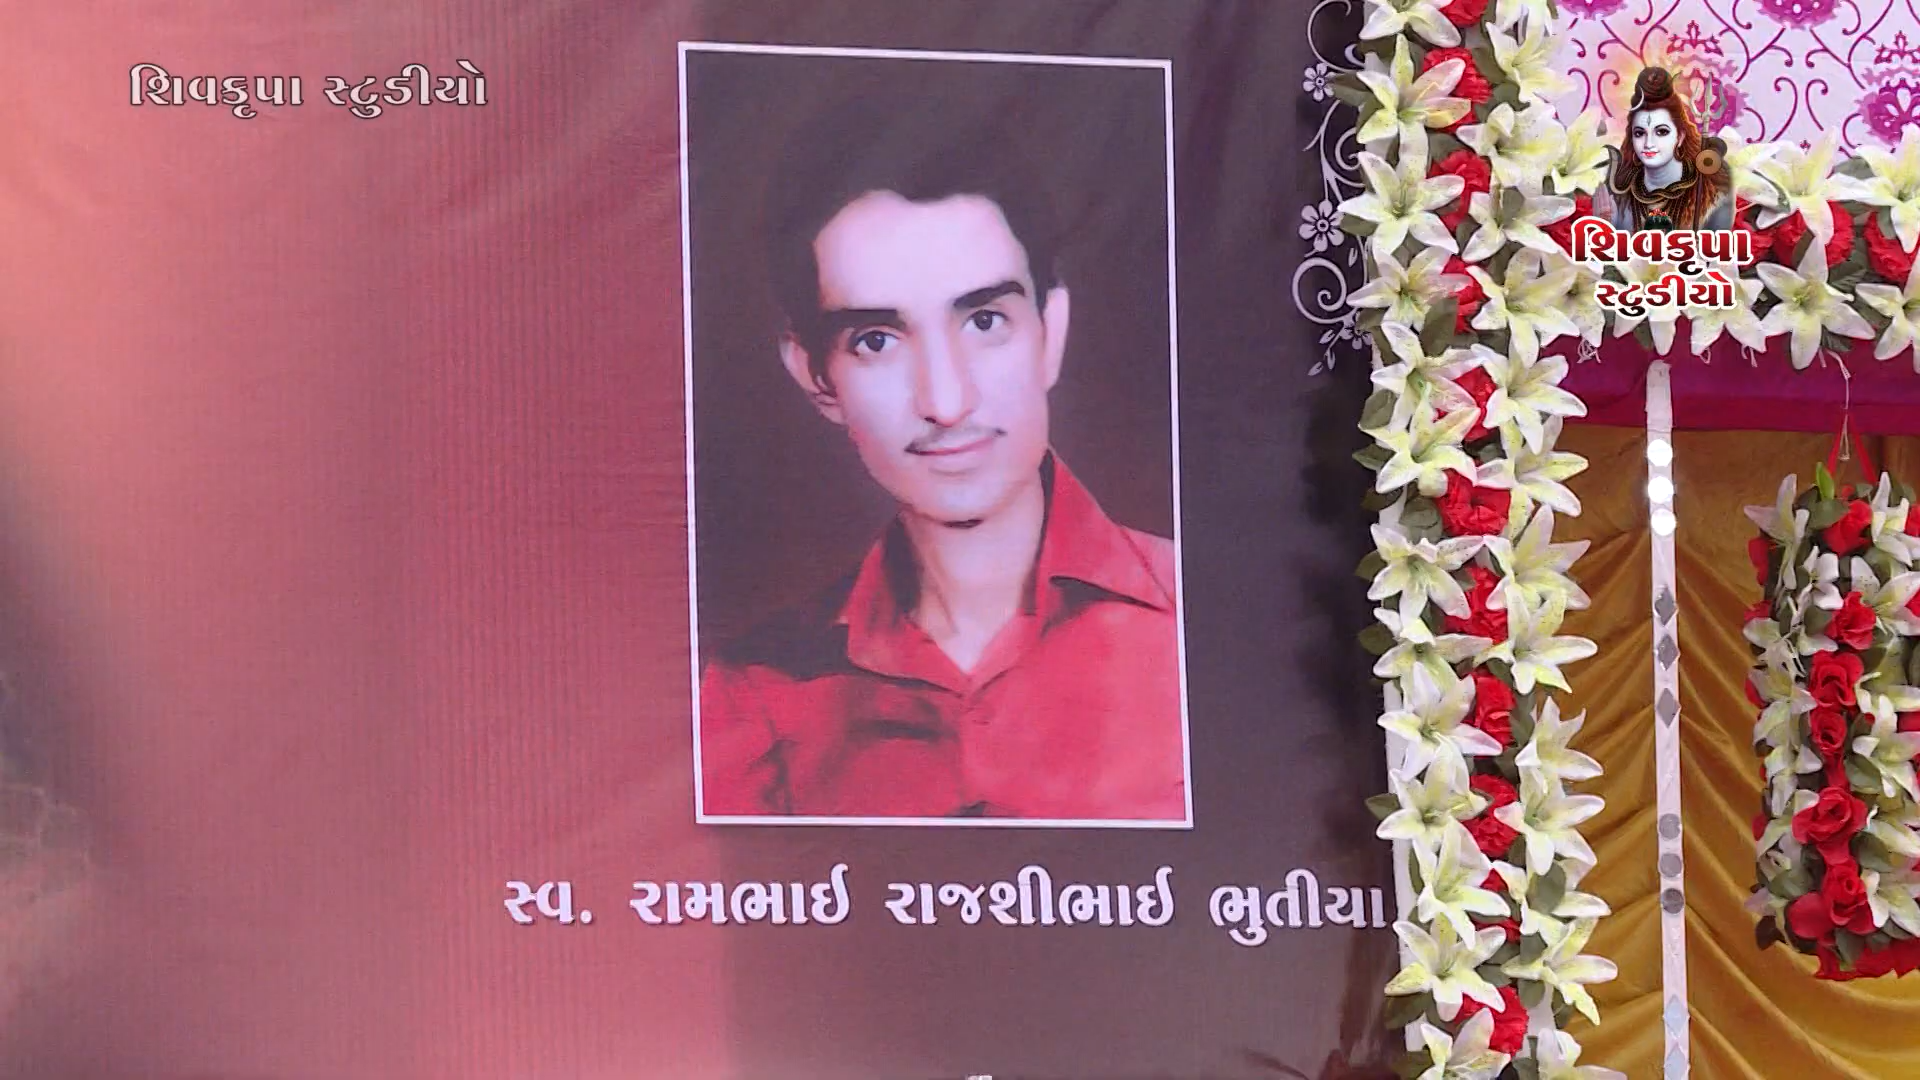 શિવકૃપા સ્ટુડીયો
શિવકૃપા
સ્ટુડીયો
સ્વ. રામભાઈ રાજશીભાઈ ભુતીયા